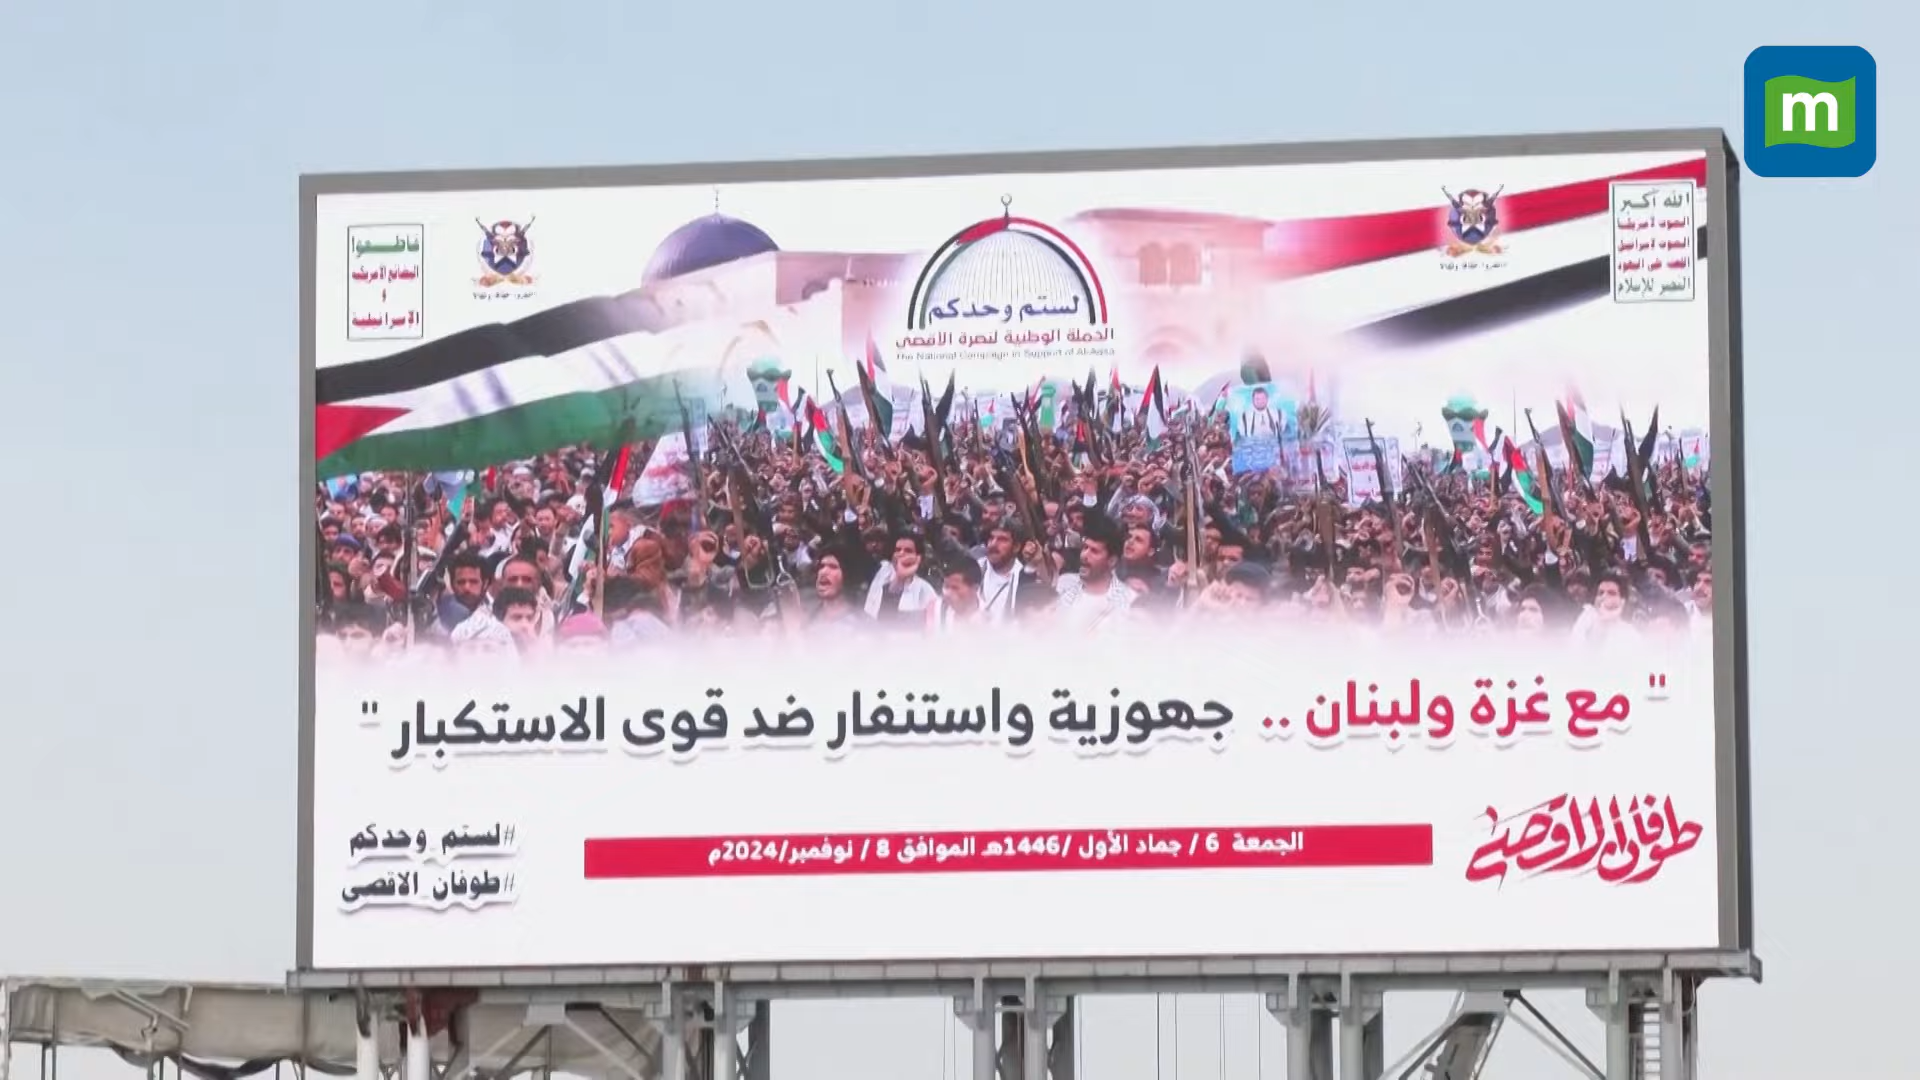 m
الله أكبر
الموت لأمريكا
الموت لإسرائيل
اللعنة على اليهود
النصر للإسلام
قاطعوا
البضائع الأمريكية
و
الإسرائيلية
لستم وحدكم
الحملة الوطنية لنصرة الأقصى
The National Campaign in Support of Al-Aqsa
" مع غزة ولبنان .. جهوزية واستنفار ضد قوى الاستكبار "
طوفان الاقصى
الجمعة 6 / جماد الأول /1446هـ الموافق 8 / نوفمبر/2024م
#لستم_وحدكم
#طوفان_الاقصى